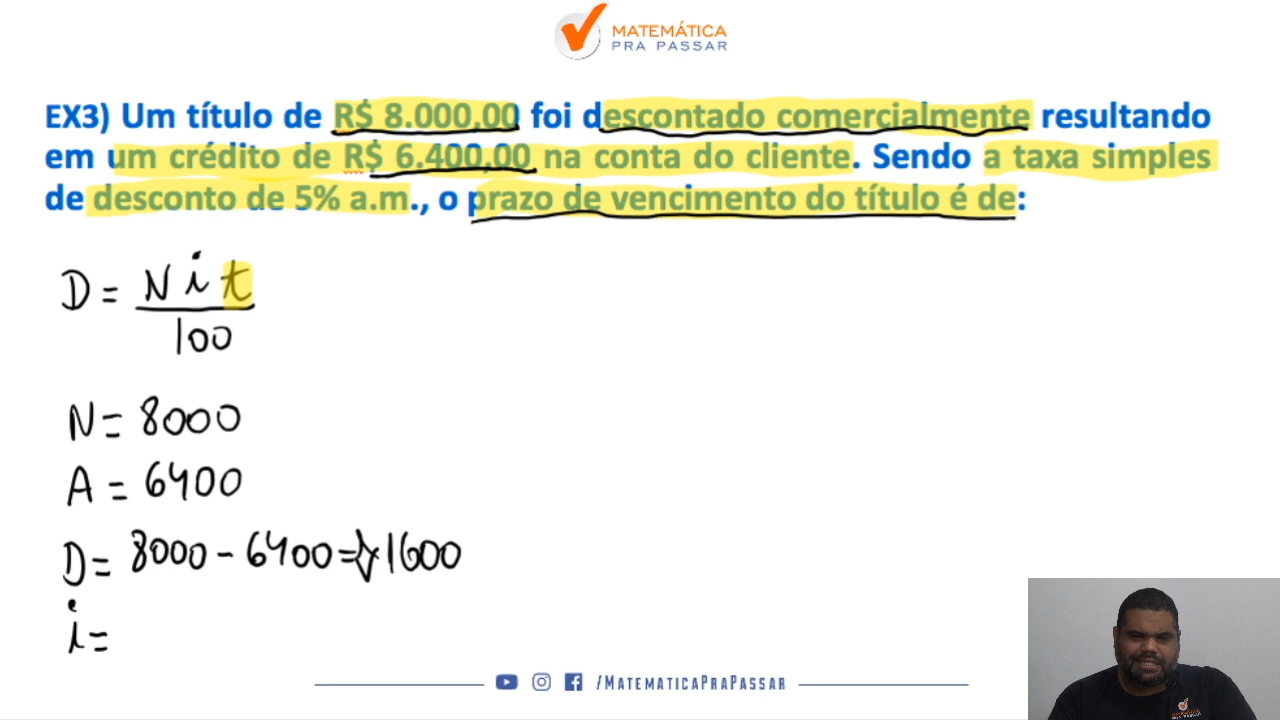 MATEMÁTICA
PRA PASSAR
EX3) Um título de R$ 8.000,00 foi descontado comercialmente resultando
em um crédito de R$ 6.400,00 na conta do cliente. Sendo a taxa simples
de desconto de 5% a.m., o prazo de vencimento do título é de:
D = N i t
100
N = 8000
A = 6400
D = 8000 - 6400 = 1600
i =
/MATEMATICAPRAPASSAR